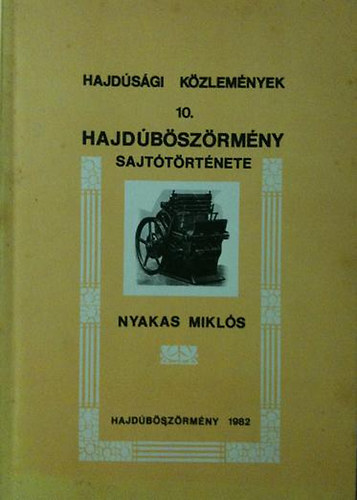 HAJDÚSÁGI KÖZLEMÉNYEK
10.
HAJDÚBÖSZÖRMÉNY
SAJTÓTÖRTÉNETE
NYAKAS MIKLÓS
HAJDÚBÖSZÖRMÉNY 1982